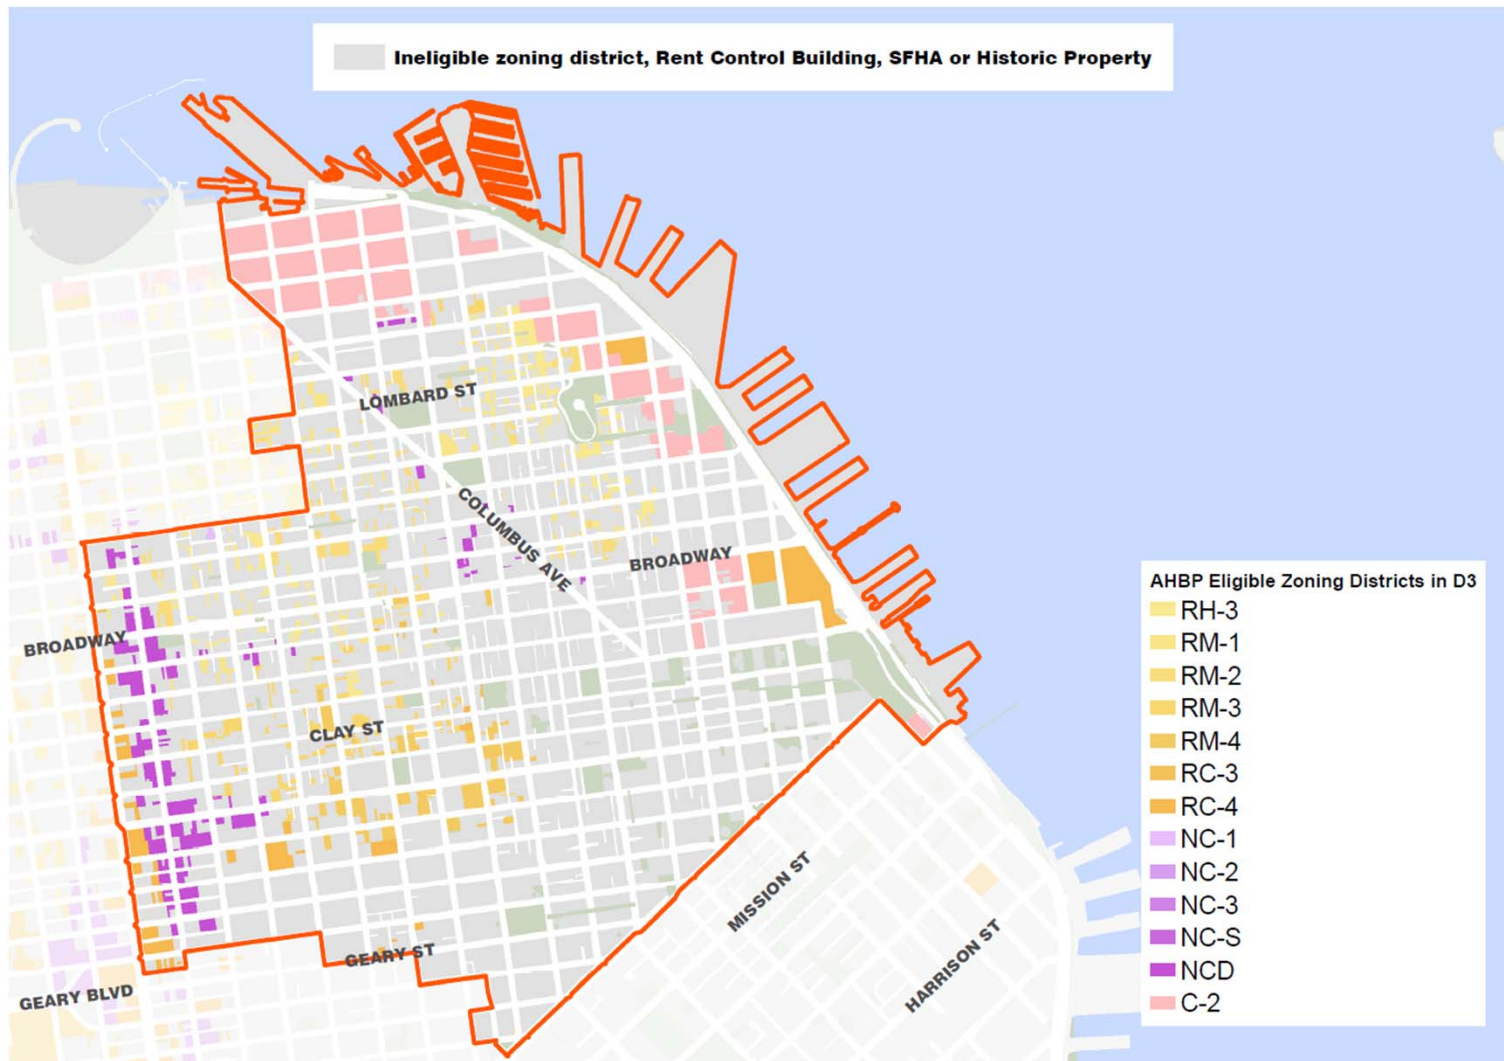 Ineligible zoning district, Rent Control Building, SFHA or Historic Property
LOMBARD ST
COLUMBUS AVE
BROADWAY
BROADWAY
CLAY ST
MISSION ST
GEARY ST
HARRISON ST
GEARY BLVD
AHBP Eligible Zoning Districts in D3
RH-3
RM-1
RM-2
RM-3
RM-4
RC-3
RC-4
NC-1
NC-2
NC-3
NC-S
NCD
C-2